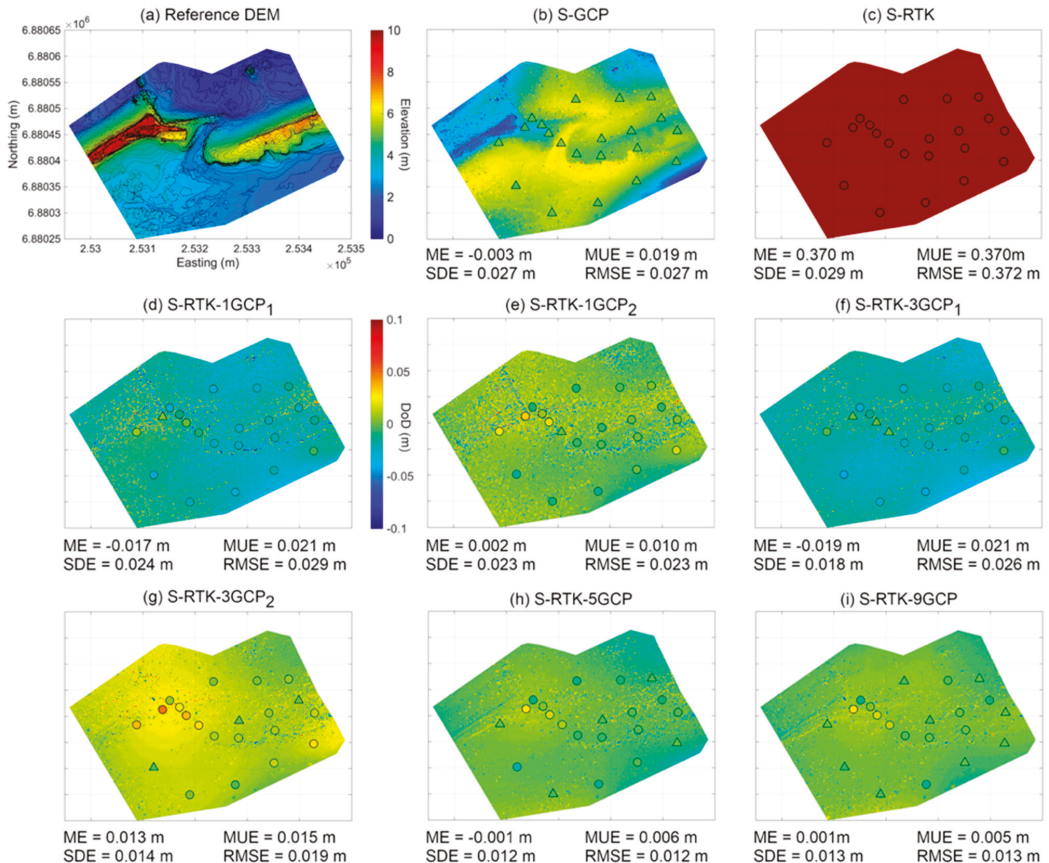 (a) Reference DEM
(b) S-GCP
(c) S-RTK
× 10⁶
6.88065
6.8806
6.88055
6.8805
6.88045
6.8804
6.88035
6.8803
6.88025
Northing (m)
2.53 2.531 2.532 2.533 2.534 2.535
Easting (m)
× 10⁵
10
8
6
4
2
0
Elevation (m)
ME = -0.003 m MUE = 0.019 m
SDE = 0.027 m RMSE = 0.027 m
ME = 0.370 m MUE = 0.370m
SDE = 0.029 m RMSE = 0.372 m
(d) S-RTK-1GCP₁
(e) S-RTK-1GCP₂
(f) S-RTK-3GCP₁
0.1
0.05
0
-0.05
-0.1
DoD (m)
ME = -0.017 m MUE = 0.021 m
SDE = 0.024 m RMSE = 0.029 m
ME = 0.002 m MUE = 0.010 m
SDE = 0.023 m RMSE = 0.023 m
ME = -0.019 m MUE = 0.021 m
SDE = 0.018 m RMSE = 0.026 m
(g) S-RTK-3GCP₂
(h) S-RTK-5GCP
(i) S-RTK-9GCP
ME = 0.013 m MUE = 0.015 m
SDE = 0.014 m RMSE = 0.019 m
ME = -0.001 m MUE = 0.006 m
SDE = 0.012 m RMSE = 0.012 m
ME = 0.001m MUE = 0.005 m
SDE = 0.013 m RMSE = 0.013 m